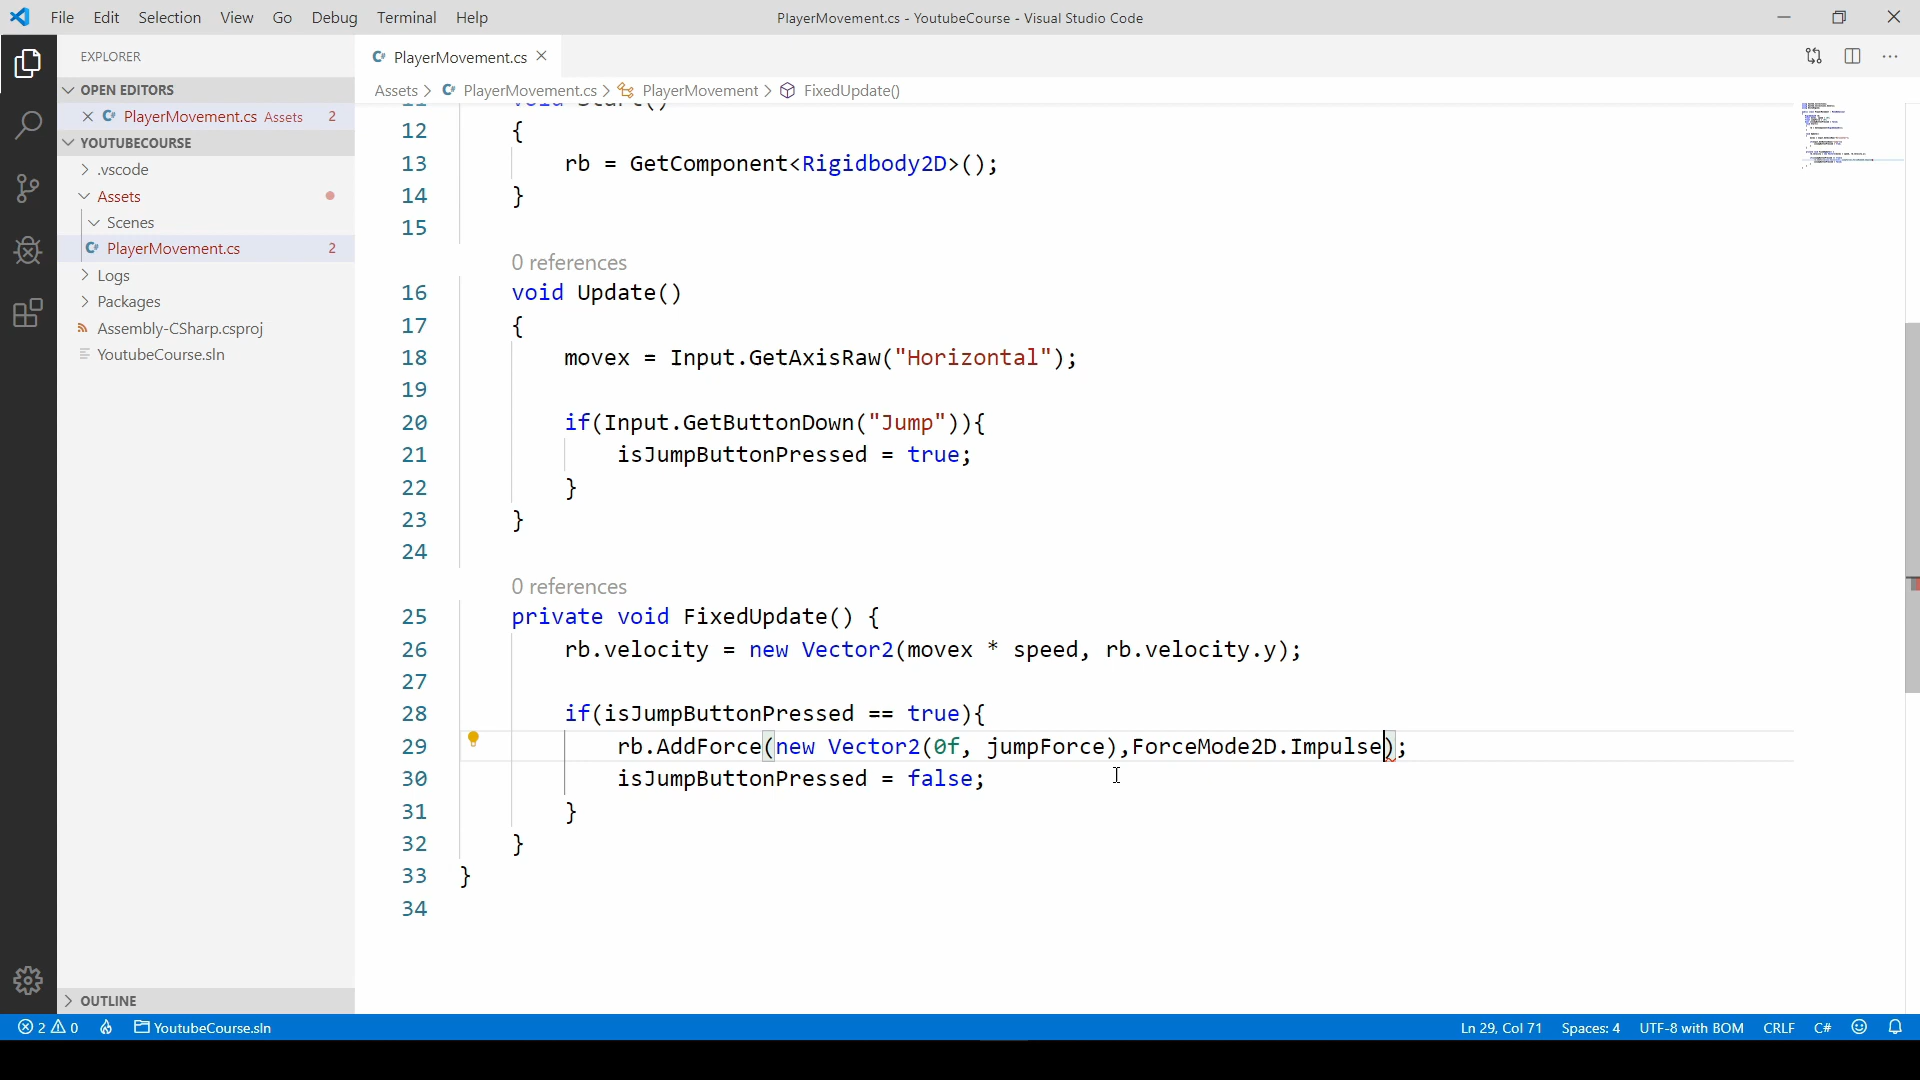 File Edit Selection View Go Debug Terminal Help
PlayerMovement.cs - YoutubeCourse - Visual Studio Code
EXPLORER
OPEN EDITORS
PlayerMovement.cs Assets 2
YOUTUBECOURSE
.vscode
Assets
Scenes
PlayerMovement.cs 2
Logs
Packages
Assembly-CSharp.csproj
YoutubeCourse.sln
OUTLINE
PlayerMovement.cs
Assets > PlayerMovement.cs > PlayerMovement > FixedUpdate()
11 void Start()
12 {
13 rb = GetComponent<Rigidbody2D>();
14 }
15
0 references
16 void Update()
17 {
18 movex = Input.GetAxisRaw("Horizontal");
19
20 if(Input.GetButtonDown("Jump")){
21 isJumpButtonPressed = true;
22 }
23 }
24
0 references
25 private void FixedUpdate() {
26 rb.velocity = new Vector2(movex * speed, rb.velocity.y);
27
28 if(isJumpButtonPressed == true){
29 rb.AddForce(new Vector2(0f, jumpForce),ForceMode2D.Impulse);
30 isJumpButtonPressed = false;
31 }
32 }
33 }
34
2 0 YoutubeCourse.sln
Ln 29, Col 71 Spaces: 4 UTF-8 with BOM CRLF C#